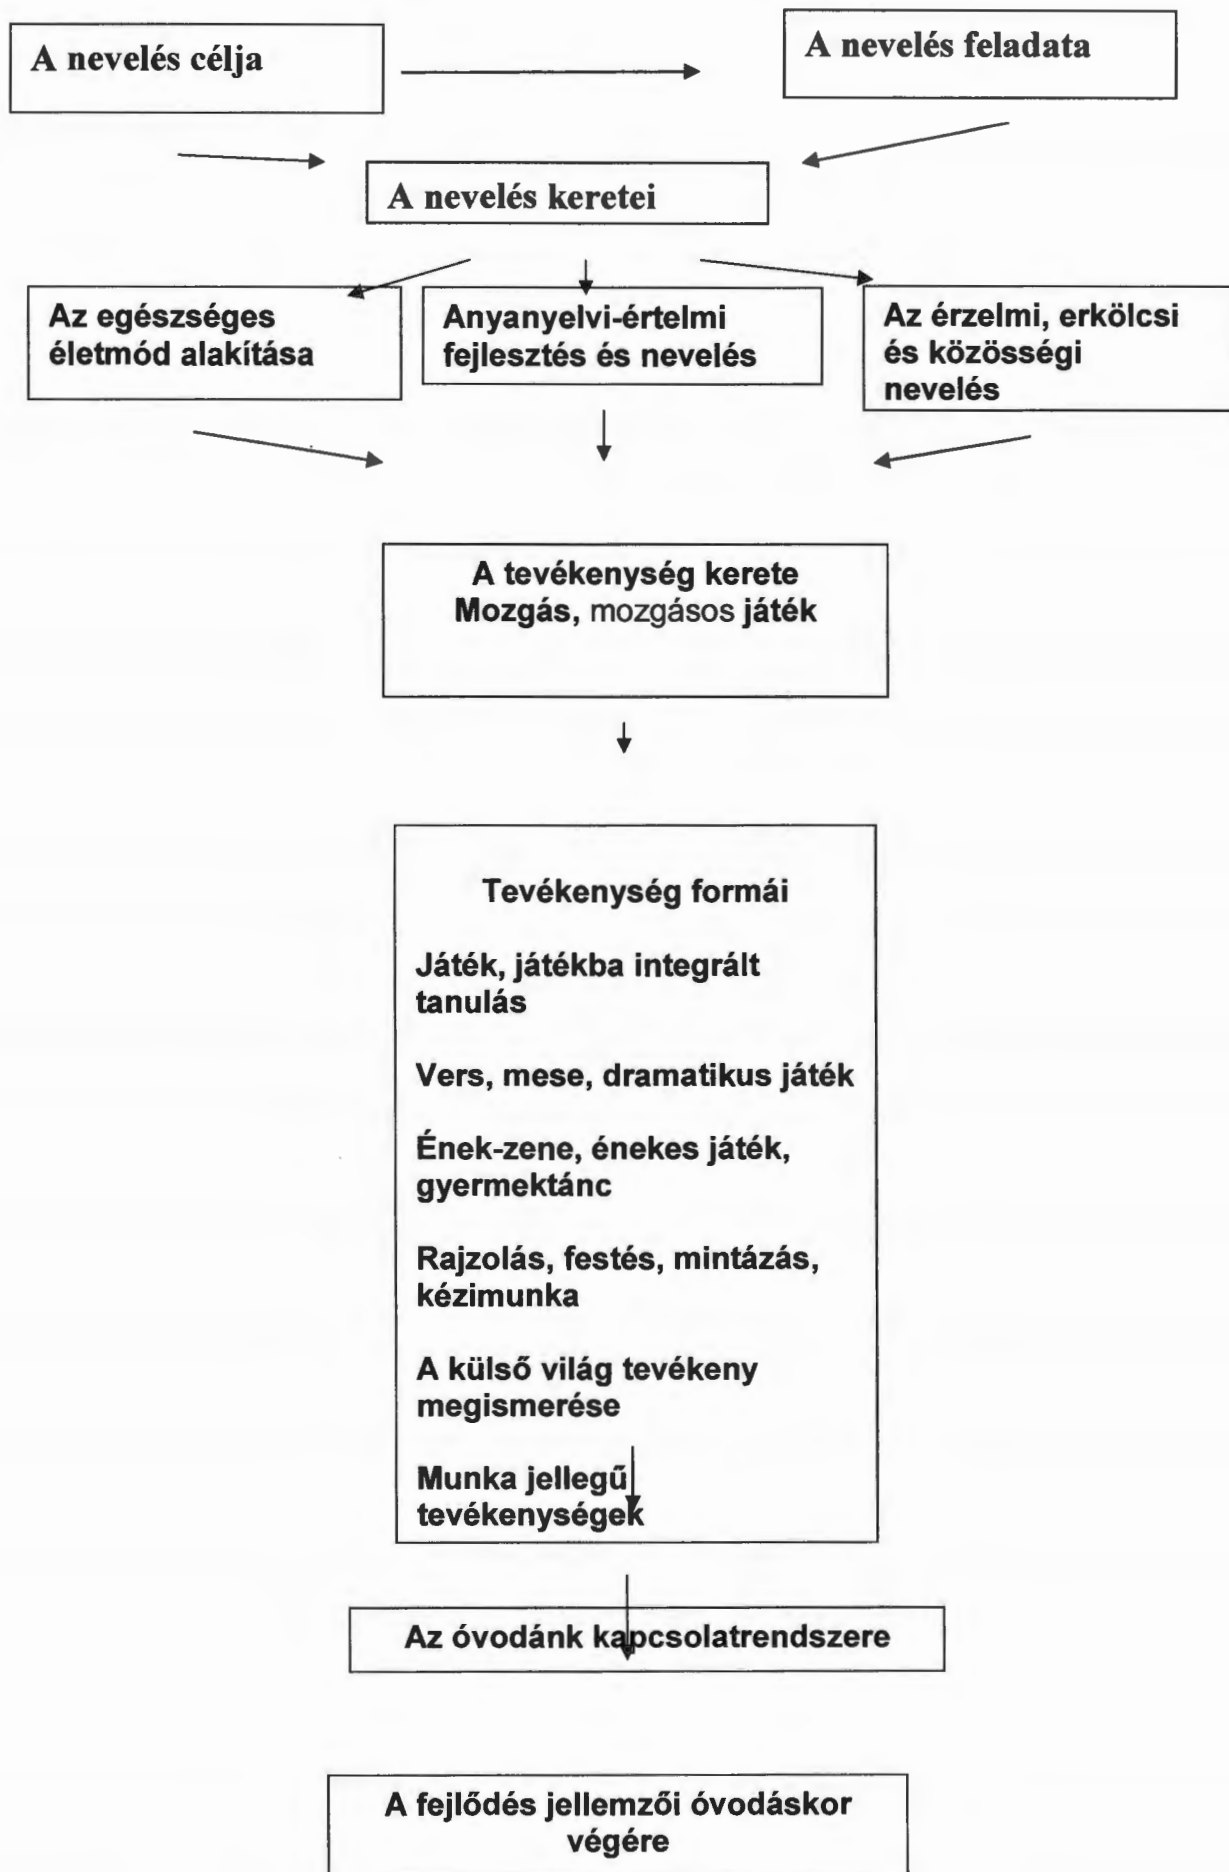 A nevelés célja
A nevelés feladata
A nevelés keretei
Az egészséges
életmód alakítása
Anyanyelvi-értelmi
fejlesztés és nevelés
Az érzelmi, erkölcsi
és közösségi
nevelés
A tevékenység kerete
Mozgás, mozgásos játék
Tevékenység formái
Játék, játékba integrált
tanulás
Vers, mese, dramatikus játék
Ének-zene, énekes játék,
gyermektánc
Rajzolás, festés, mintázás,
kézimunka
A külső világ tevékeny
megismerése
Munka jellegű
tevékenységek
Az óvodánk kapcsolatrendszere
A fejlődés jellemzői óvodáskor
végére